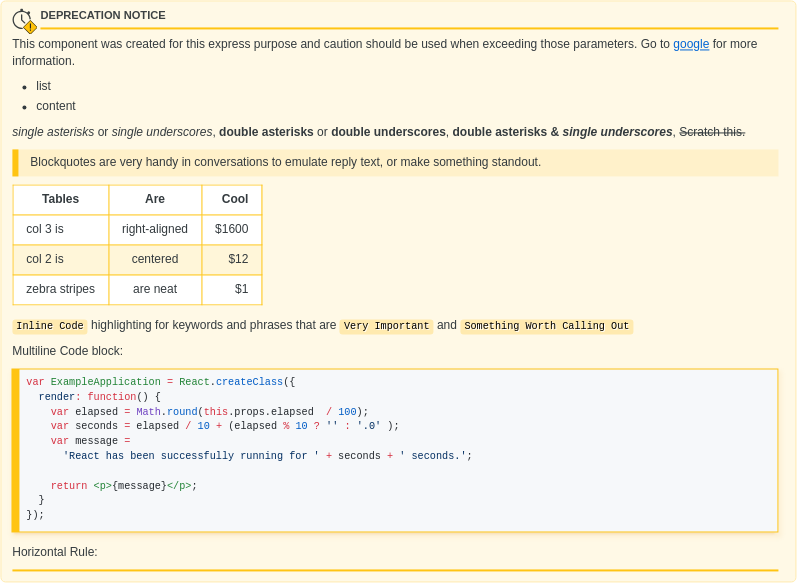 DEPRECATION NOTICE
This component was created for this express purpose and caution should be used when exceeding those parameters. Go to google for more
information.
• list
• content
single asterisks or single underscores, double asterisks or double underscores, double asterisks & single underscores, Scratch this.
Blockquotes are very handy in conversations to emulate reply text, or make something standout.
Tables Are Cool
col 3 is right-aligned $1600
col 2 is centered $12
zebra stripes are neat $1
Inline Code highlighting for keywords and phrases that are Very Important and Something Worth Calling Out
Multiline Code block:
var ExampleApplication = React.createClass({
  render: function() {
    var elapsed = Math.round(this.props.elapsed  / 100);
    var seconds = elapsed / 10 + (elapsed % 10 ? '' : '.0' );
    var message =
      'React has been successfully running for ' + seconds + ' seconds.';
    return <p>{message}</p>;
  }
});
Horizontal Rule: